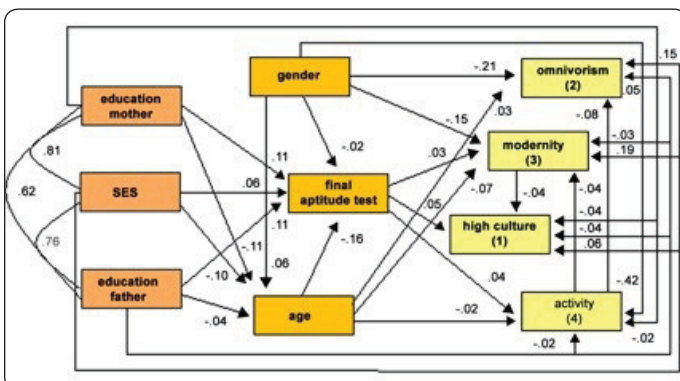 gender
-.21
omnivorism
(2)
.15
.05
education
mother
.03
-.15
-.08
.81
-.02
modernity
(3)
-.03
.19
.11
.03
.62
SES
.06
final
aptitude test
-.07
-.04
-.04
.05
high culture
(1)
-.04
-.04
.06
.76
-.11
.11
-.10
.06
-.16
.04
-.42
education
father
-.04
age
-.02
activity
(4)
-.02
-.02